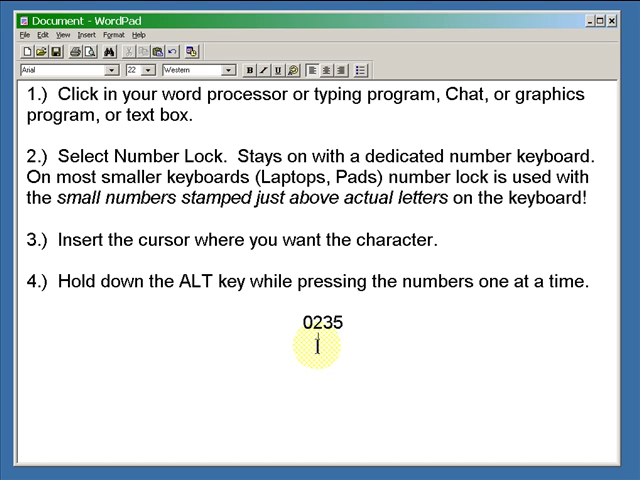 Document - WordPad
File Edit View Insert Format Help
Arial 22 Western B I U
1.) Click in your word processor or typing program, Chat, or graphics
program, or text box.
2.) Select Number Lock. Stays on with a dedicated number keyboard.
On most smaller keyboards (Laptops, Pads) number lock is used with
the small numbers stamped just above actual letters on the keyboard!
3.) Insert the cursor where you want the character.
4.) Hold down the ALT key while pressing the numbers one at a time.
0235